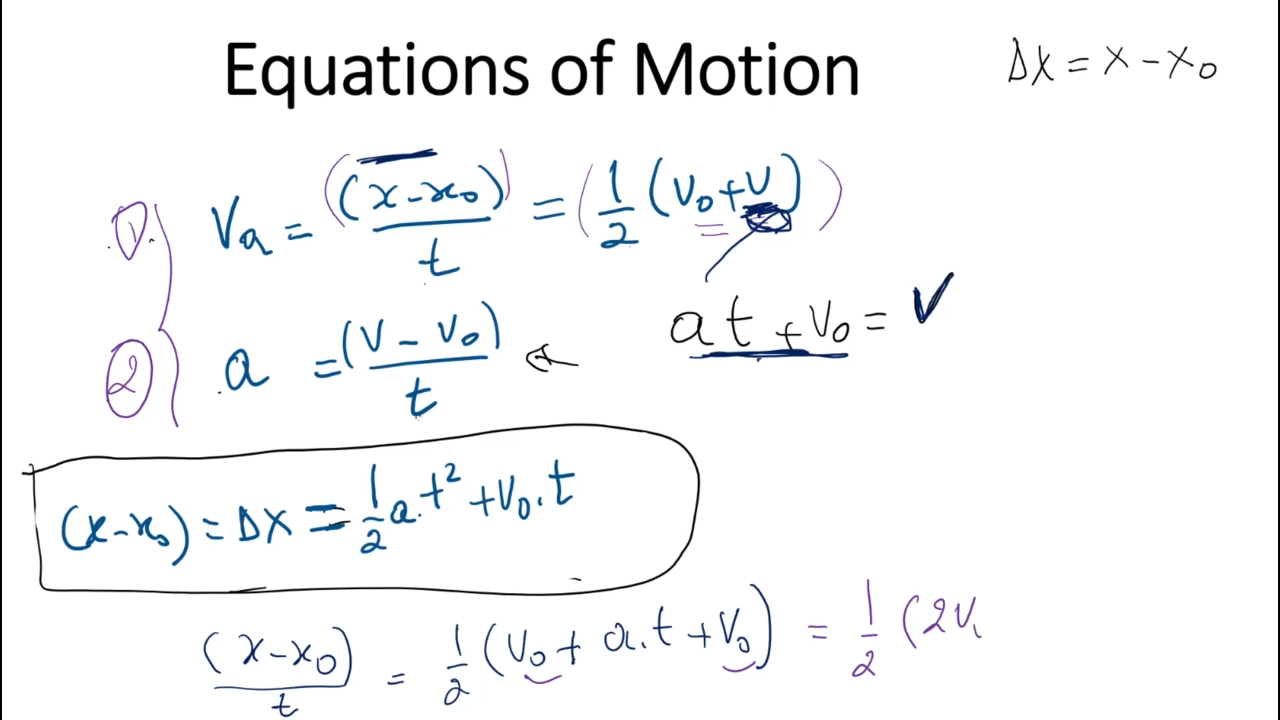 Equations of Motion
Δx = x - x₀
① Vₐ = (x - x₀)/t = (1/2 (V₀ + V))
at + V₀ = V
② a = (V - V₀)/t ←
(x - x₀) = Δx = 1/2 a.t² + V₀.t
(x - x₀)/t = 1/2 (V₀ + a.t + V₀) = 1/2 (2V